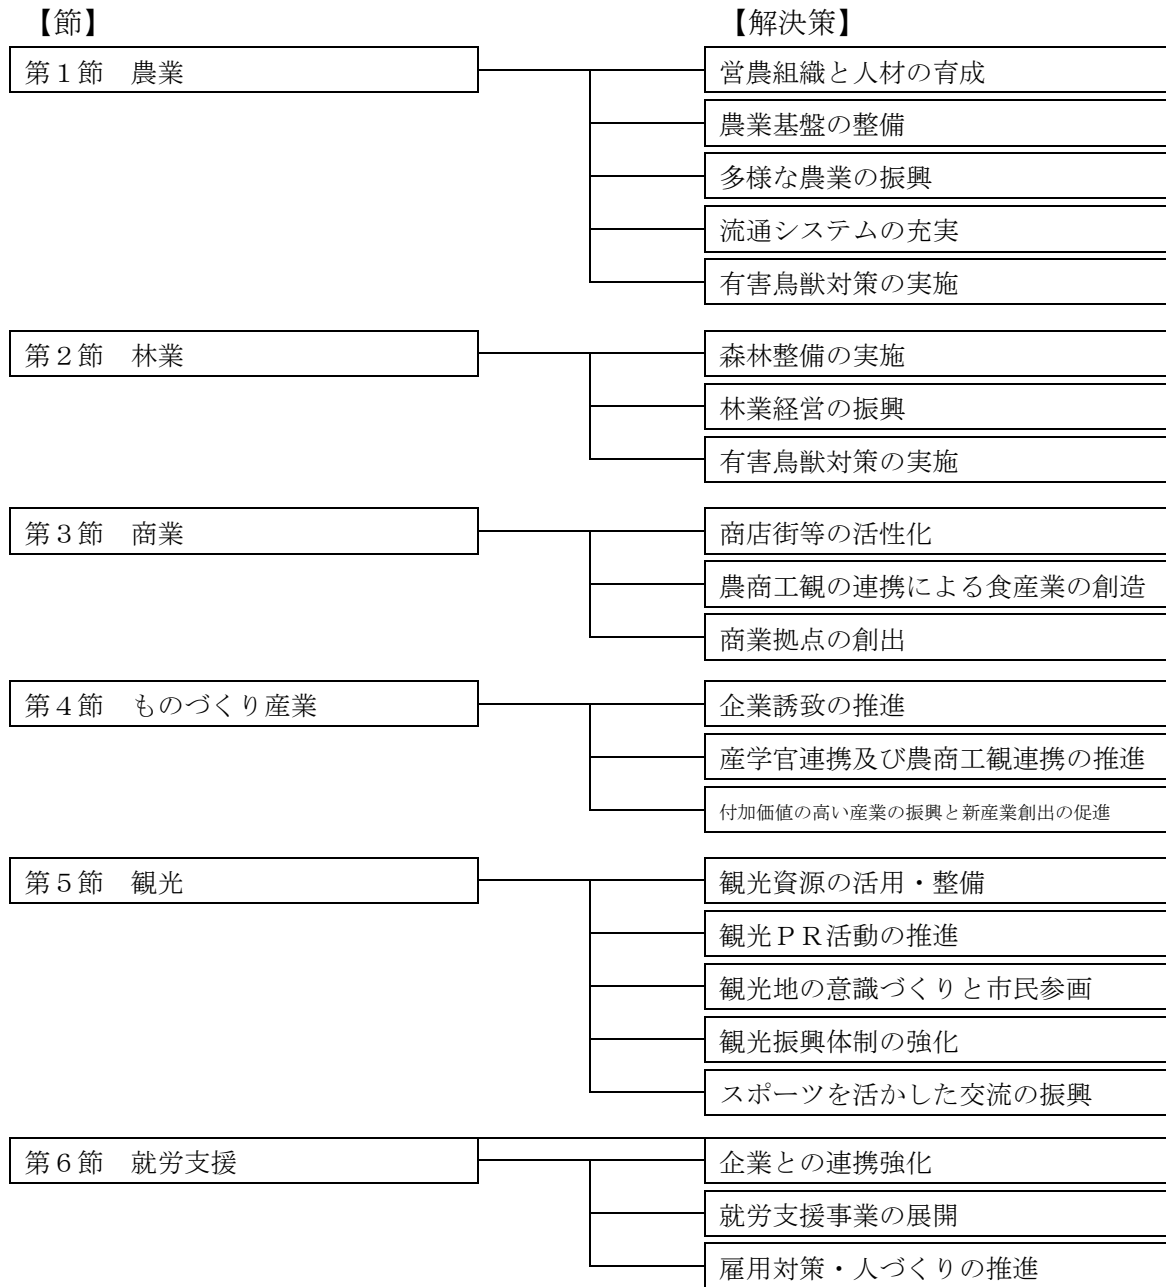 【節】 【解決策】
第１節　農業 営農組織と人材の育成
農業基盤の整備
多様な農業の振興
流通システムの充実
有害鳥獣対策の実施
第２節　林業 森林整備の実施
林業経営の振興
有害鳥獣対策の実施
第３節　商業 商店街等の活性化
農商工観の連携による食産業の創造
商業拠点の創出
第４節　ものづくり産業 企業誘致の推進
産学官連携及び農商工観連携の推進
付加価値の高い産業の振興と新産業創出の促進
第５節　観光 観光資源の活用・整備
観光ＰＲ活動の推進
観光地の意識づくりと市民参画
観光振興体制の強化
スポーツを活かした交流の振興
第６節　就労支援 企業との連携強化
就労支援事業の展開
雇用対策・人づくりの推進